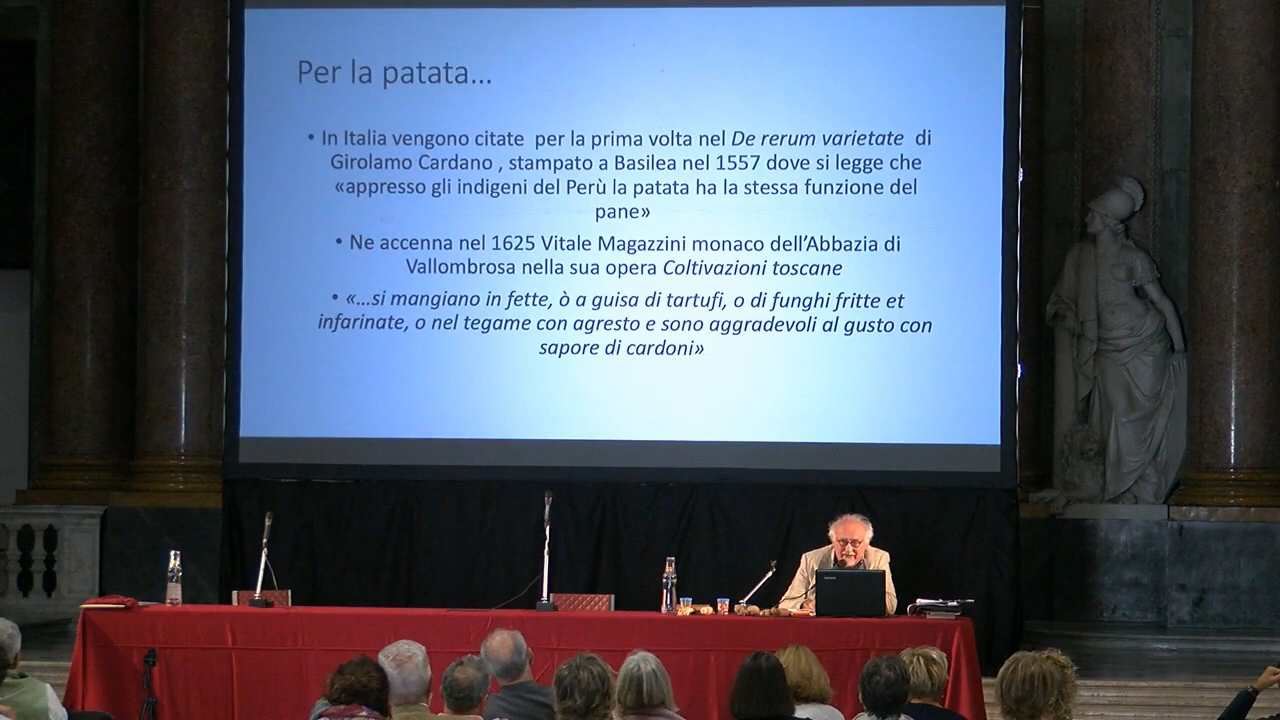 Per la patata...
• In Italia vengono citate per la prima volta nel De rerum varietate di
Girolamo Cardano , stampato a Basilea nel 1557 dove si legge che
«appresso gli indigeni del Perù la patata ha la stessa funzione del
pane»
• Ne accenna nel 1625 Vitale Magazzini monaco dell'Abbazia di
Vallombrosa nella sua opera Coltivazioni toscane
• «...si mangiano in fette, ò a guisa di tartufi, o di funghi fritte et
infarinate, o nel tegame con agresto e sono aggradevoli al gusto con
sapore di cardoni»